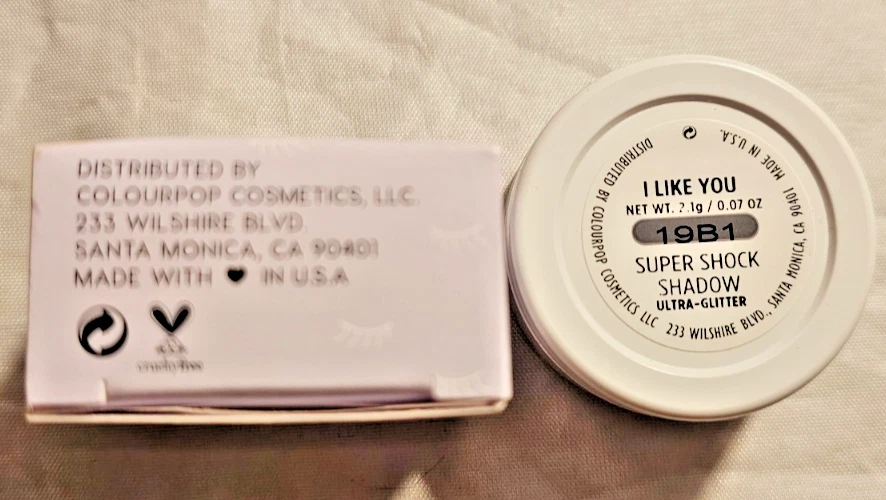 DISTRIBUTED BY
COLOURPOP COSMETICS, LLC.
233 WILSHIRE BLVD.
SANTA MONICA, CA 90401
MADE WITH ♥ IN U.S.A
cruelty free
I LIKE YOU
NET WT. 2.1g / 0.07 OZ
19B1
SUPER SHOCK
SHADOW
ULTRA-GLITTER
DISTRIBUTED BY COLOURPOP COSMETICS LLC 233 WILSHIRE BLVD., SANTA MONICA, CA 90401 MADE IN U.S.A.